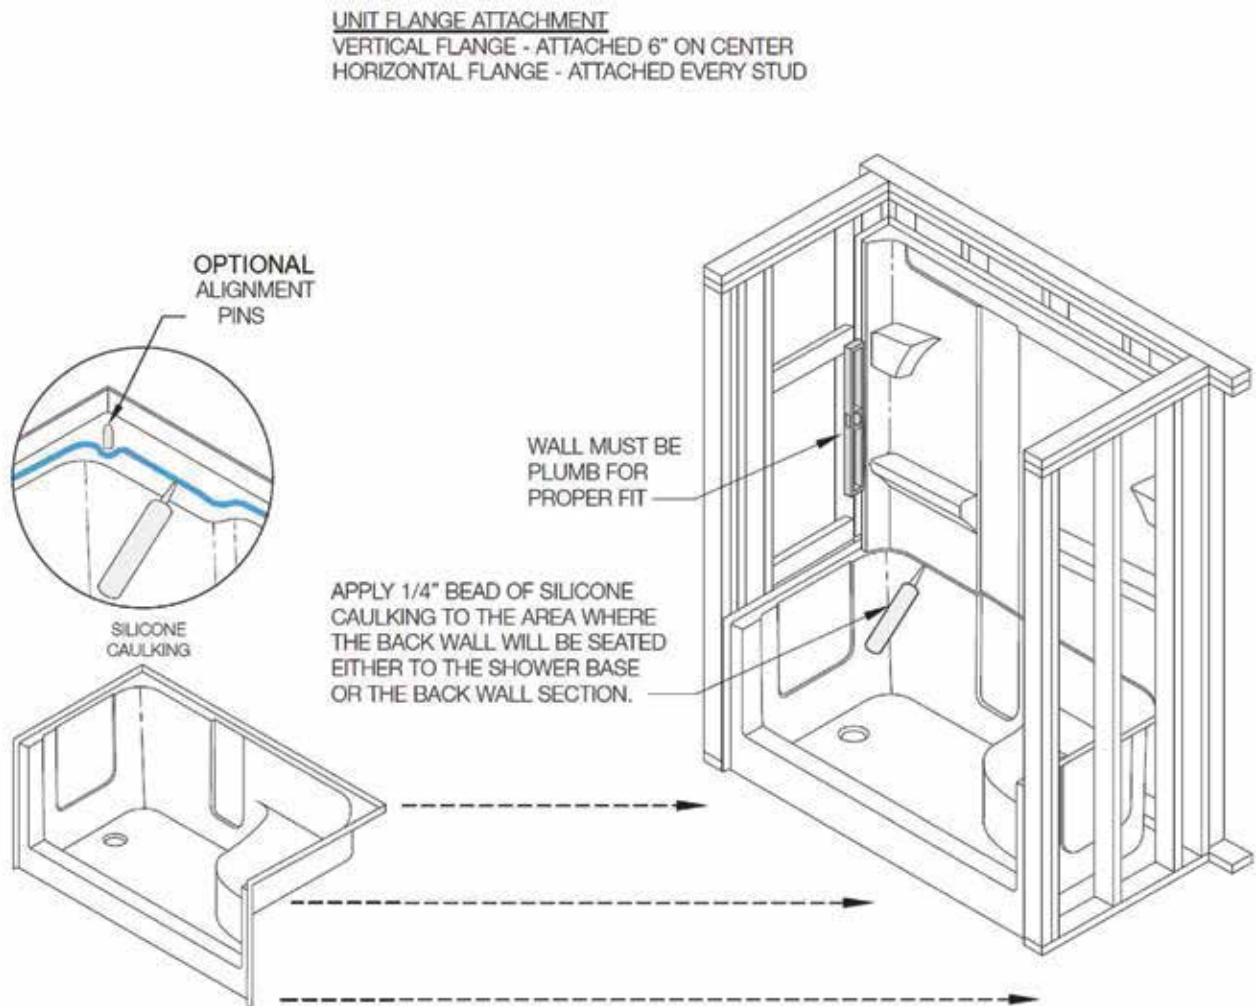 UNIT FLANGE ATTACHMENT
VERTICAL FLANGE - ATTACHED 6" ON CENTER
HORIZONTAL FLANGE - ATTACHED EVERY STUD
OPTIONAL
ALIGNMENT
PINS
SILICONE
CAULKING
WALL MUST BE
PLUMB FOR
PROPER FIT
APPLY 1/4" BEAD OF SILICONE
CAULKING TO THE AREA WHERE
THE BACK WALL WILL BE SEATED
EITHER TO THE SHOWER BASE
OR THE BACK WALL SECTION.